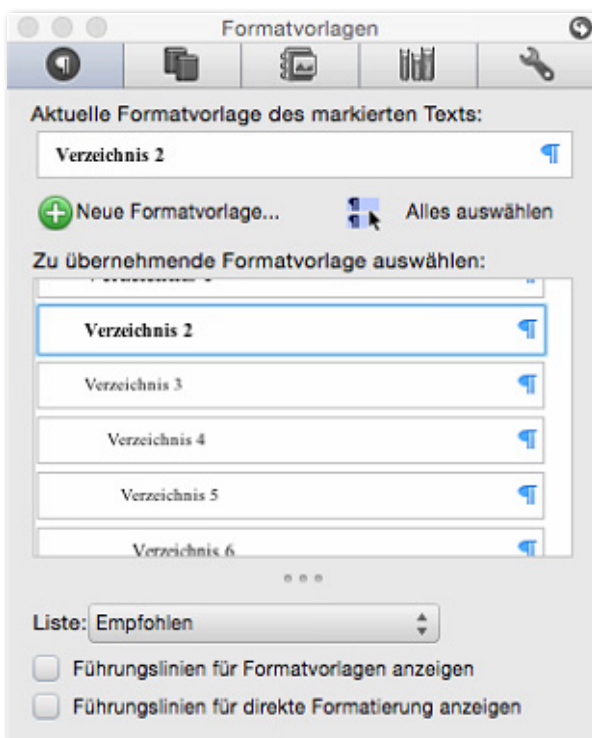 Formatvorlagen
Aktuelle Formatvorlage des markierten Texts:
Verzeichnis 2
Neue Formatvorlage... Alles auswählen
Zu übernehmende Formatvorlage auswählen:
Verzeichnis 2
Verzeichnis 3
Verzeichnis 4
Verzeichnis 5
Verzeichnis 6
Liste: Empfohlen
Führungslinien für Formatvorlagen anzeigen
Führungslinien für direkte Formatierung anzeigen